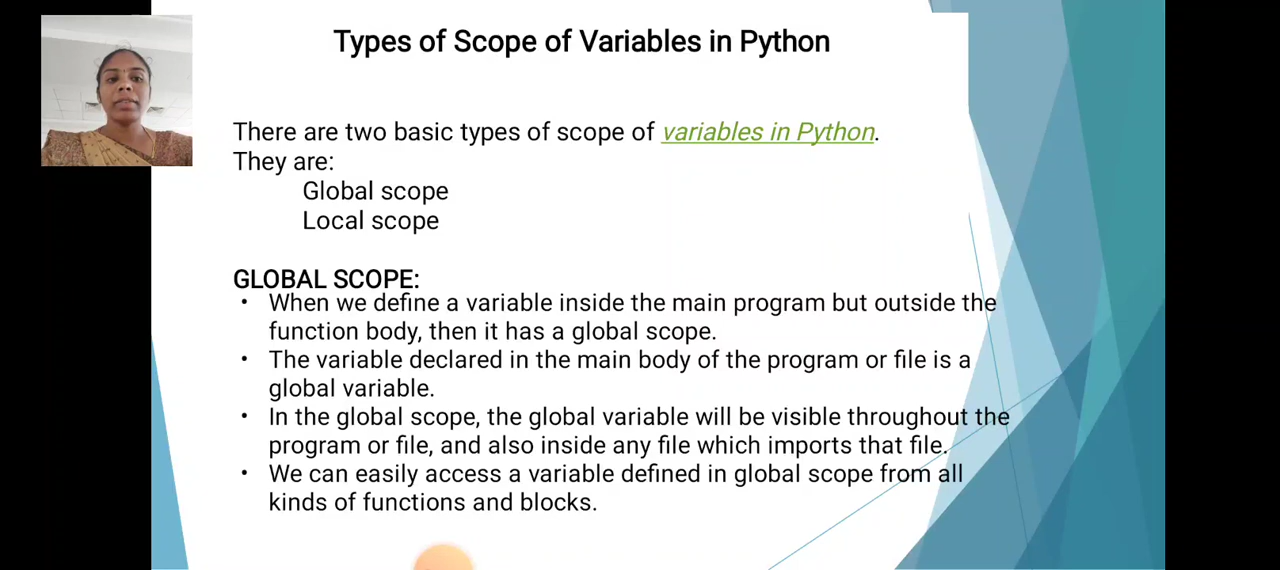 Types of Scope of Variables in Python
There are two basic types of scope of variables in Python.
They are:
Global scope
Local scope
GLOBAL SCOPE:
• When we define a variable inside the main program but outside the
function body, then it has a global scope.
• The variable declared in the main body of the program or file is a
global variable.
• In the global scope, the global variable will be visible throughout the
program or file, and also inside any file which imports that file.
• We can easily access a variable defined in global scope from all
kinds of functions and blocks.